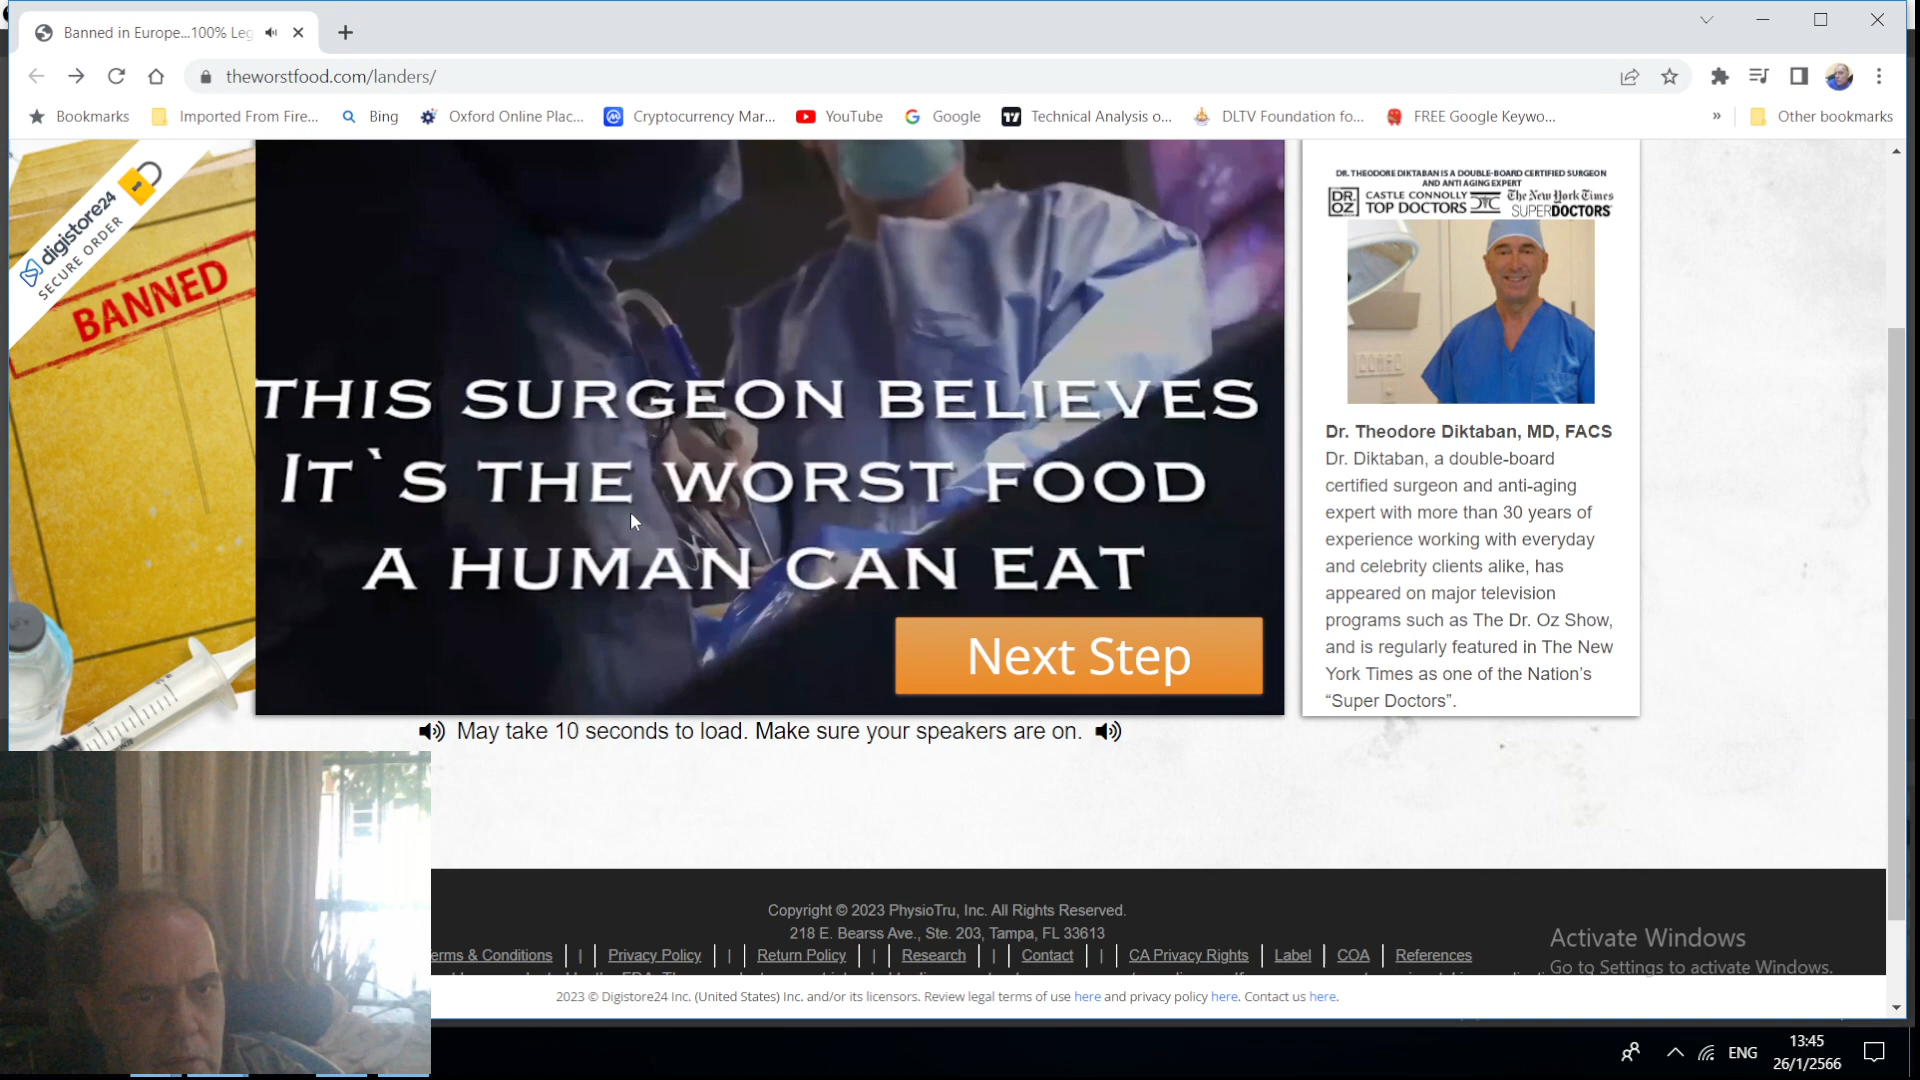 Banned in Europe...100% Leg
theworstfood.com/landers/
Bookmarks
Imported From Fire...
Bing
Oxford Online Plac...
Cryptocurrency Mar...
YouTube
Google
Technical Analysis o...
DLTV Foundation fo...
FREE Google Keywo...
»
Other bookmarks
digistore24
SECURE ORDER
BANNED
THIS SURGEON BELIEVES
IT`S THE WORST FOOD
A HUMAN CAN EAT
Next Step
May take 10 seconds to load. Make sure your speakers are on.
DR. THEODORE DIKTABAN IS A DOUBLE-BOARD CERTIFIED SURGEON
AND ANTI AGING EXPERT
DR. OZ
CASTLE CONNOLLY
TOP DOCTORS
The New York Times
SUPERDOCTORS
Dr. Theodore Diktaban, MD, FACS
Dr. Diktaban, a double-board
certified surgeon and anti-aging
expert with more than 30 years of
experience working with everyday
and celebrity clients alike, has
appeared on major television
programs such as The Dr. Oz Show,
and is regularly featured in The New
York Times as one of the Nation's
“Super Doctors”.
Copyright © 2023 PhysioTru, Inc. All Rights Reserved.
218 E. Bearss Ave., Ste. 203, Tampa, FL 33613
erms & Conditions | | Privacy Policy | | Return Policy | | Research | | Contact | | CA Privacy Rights | Label | COA | References
2023 © Digistore24 Inc. (United States) Inc. and/or its licensors. Review legal terms of use here and privacy policy here. Contact us here.
Activate Windows
Go to Settings to activate Windows.
ENG
13:45
26/1/2566